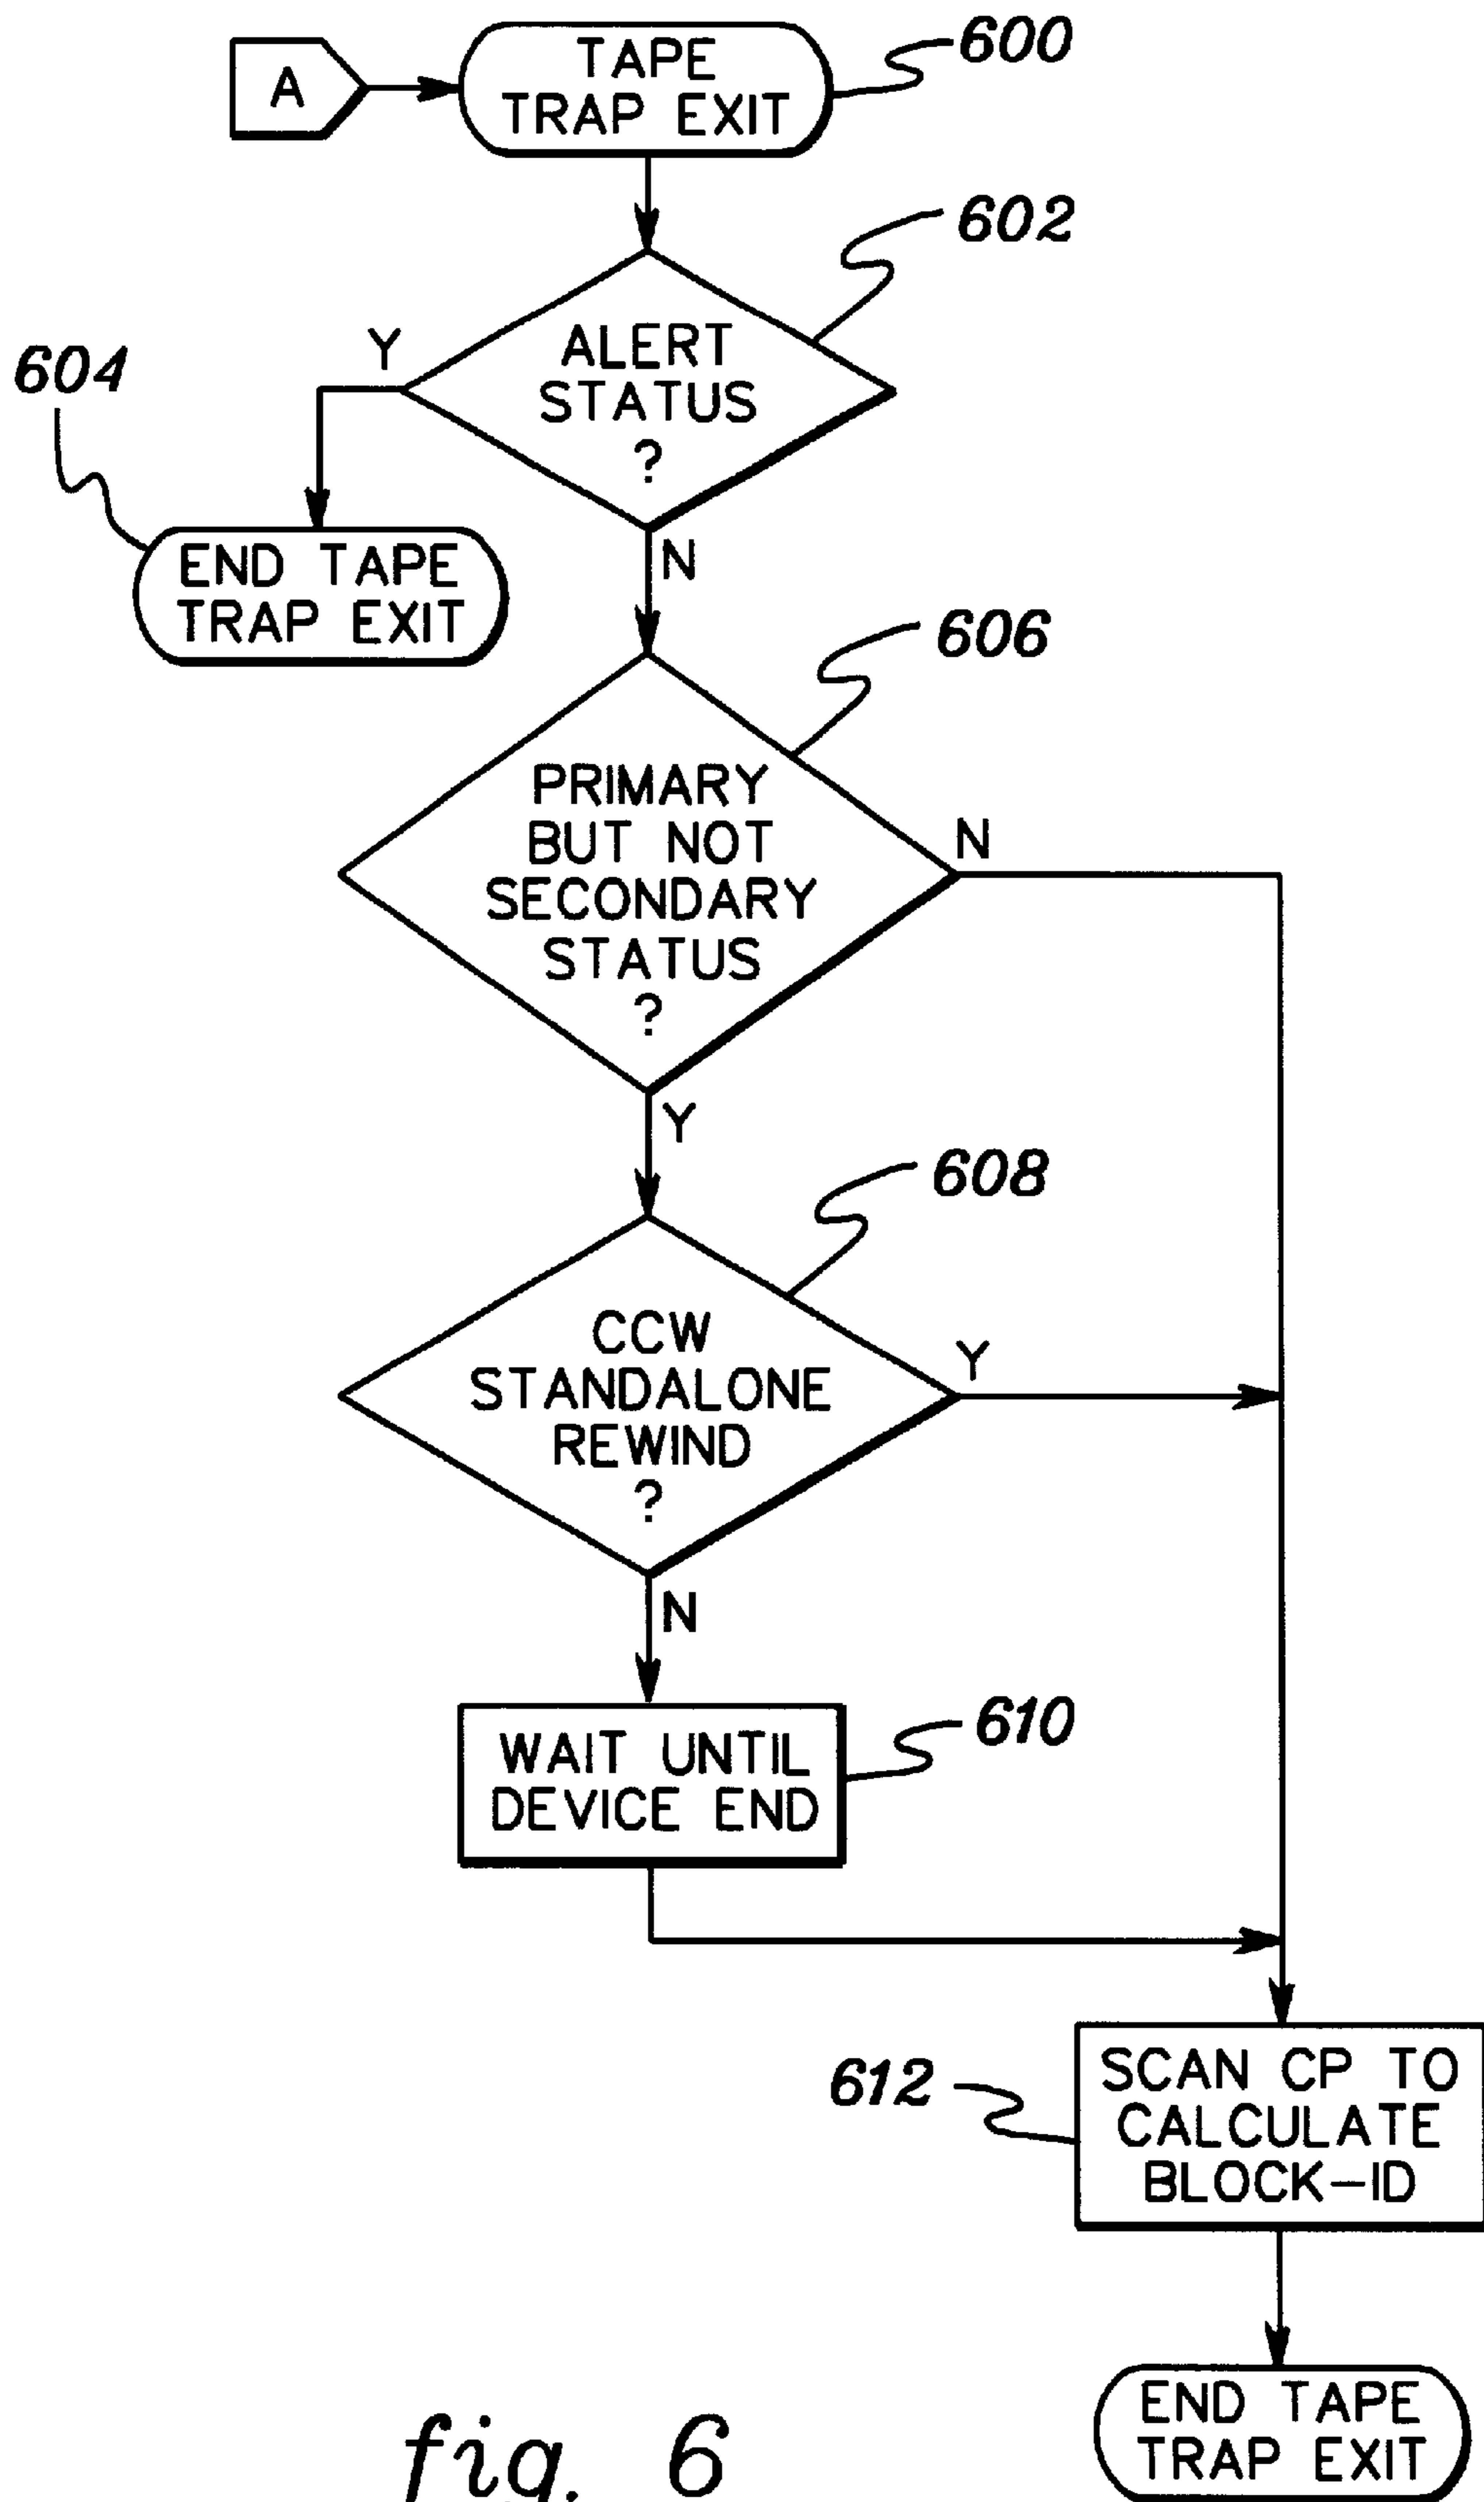 A
TAPE
TRAP EXIT
600
602
ALERT
STATUS
?
Y
604
END TAPE
TRAP EXIT
N
606
PRIMARY
BUT NOT
SECONDARY
STATUS
?
N
Y
608
CCW
STANDALONE
REWIND
?
Y
N
610
WAIT UNTIL
DEVICE END
612
SCAN CP TO
CALCULATE
BLOCK-ID
END TAPE
TRAP EXIT
fig. 6